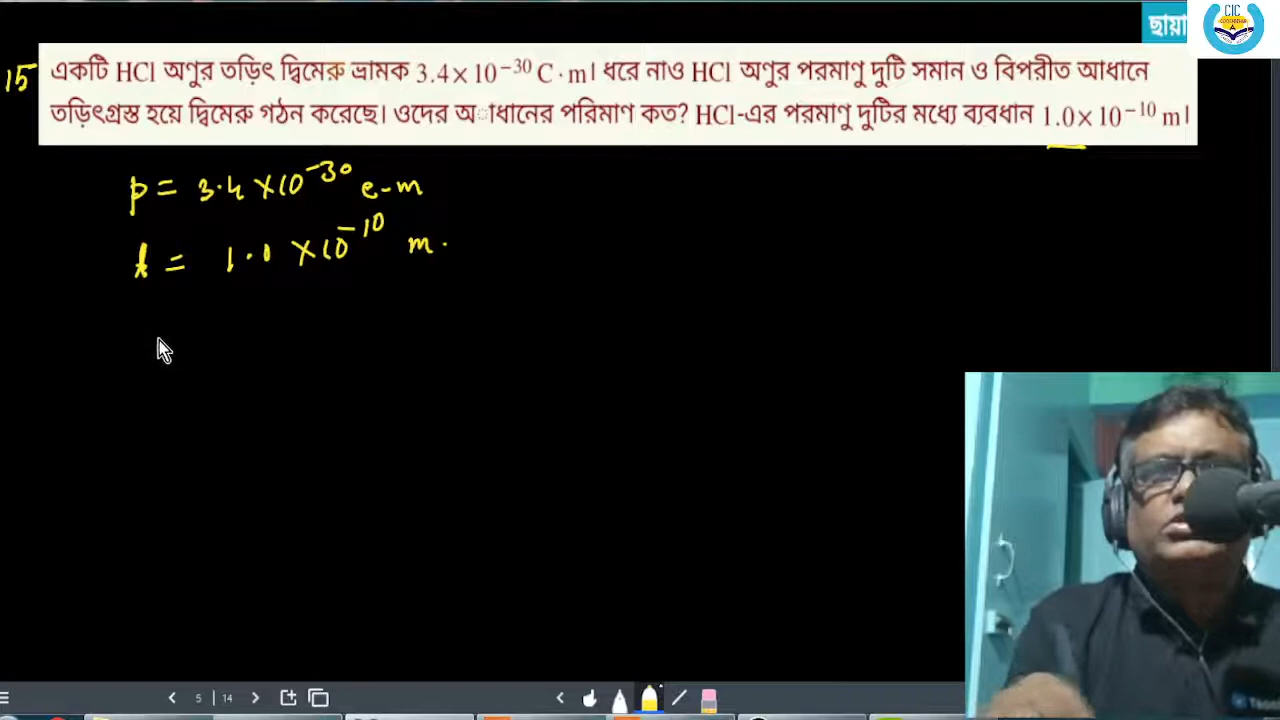 ছায়া
CIC
15 একটি HCl অণুর তড়িৎ দ্বিমেরু ভ্রামক 3.4×10⁻³⁰ C·m। ধরে নাও HCl অণুর পরমাণু দুটি সমান ও বিপরীত আধানে
তড়িৎগ্রস্ত হয়ে দ্বিমেরু গঠন করেছে। ওদের অাধানের পরিমাণ কত? HCl-এর পরমাণু দুটির মধ্যে ব্যবধান 1.0×10⁻¹⁰ m।
p = 3.4 ×10⁻³⁰ c-m
l = 1.0 ×10⁻¹⁰ m.
5 | 14